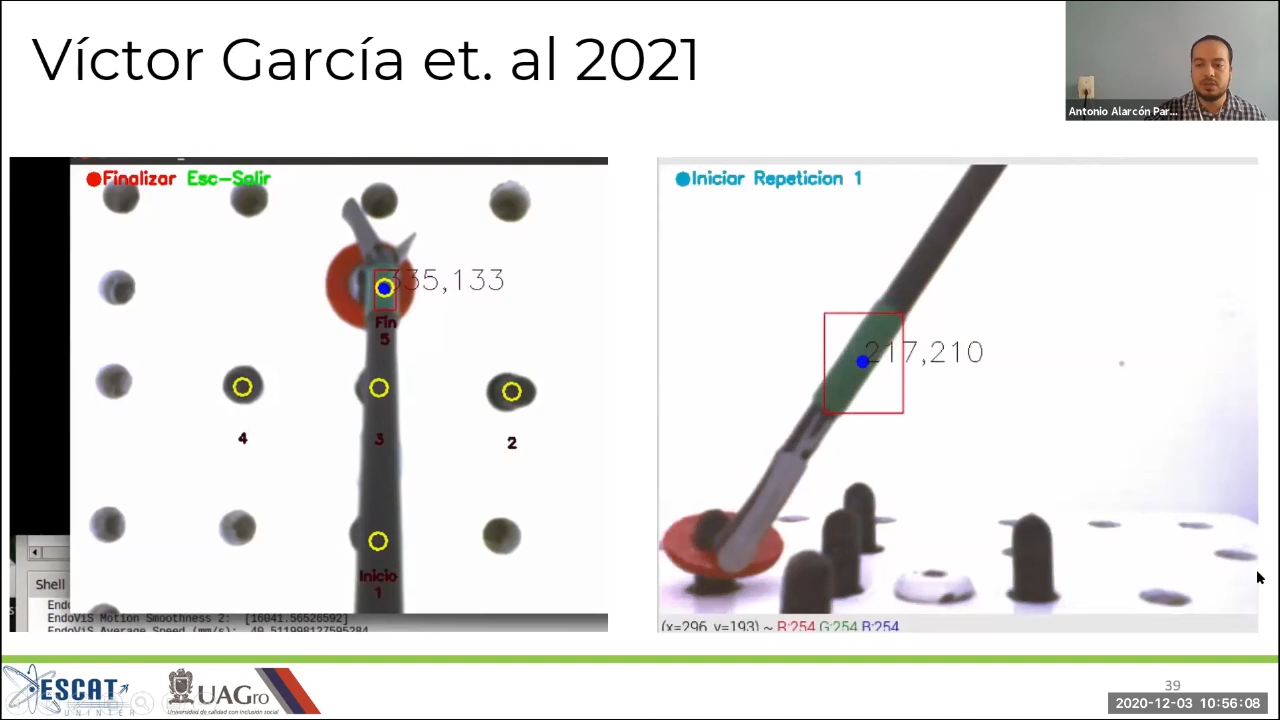 Víctor García et. al 2021
Antonio Alarcón Par...
Finalizar Esc-Salir
335,133
Fin
5
4
3
2
Inicio
1
Shell
EndoViS Motion Smoothness 2: [16041.56526592]
EndoViS Average Speed (mm/s): 40.511998127595284
Iniciar Repeticion 1
217,210
(x=296, y=193) ~ R:254 G:254 B:254
ESCAT
UNINTER
UAGro
Universidad de calidad con inclusión social
39
2020-12-03 10:56:08